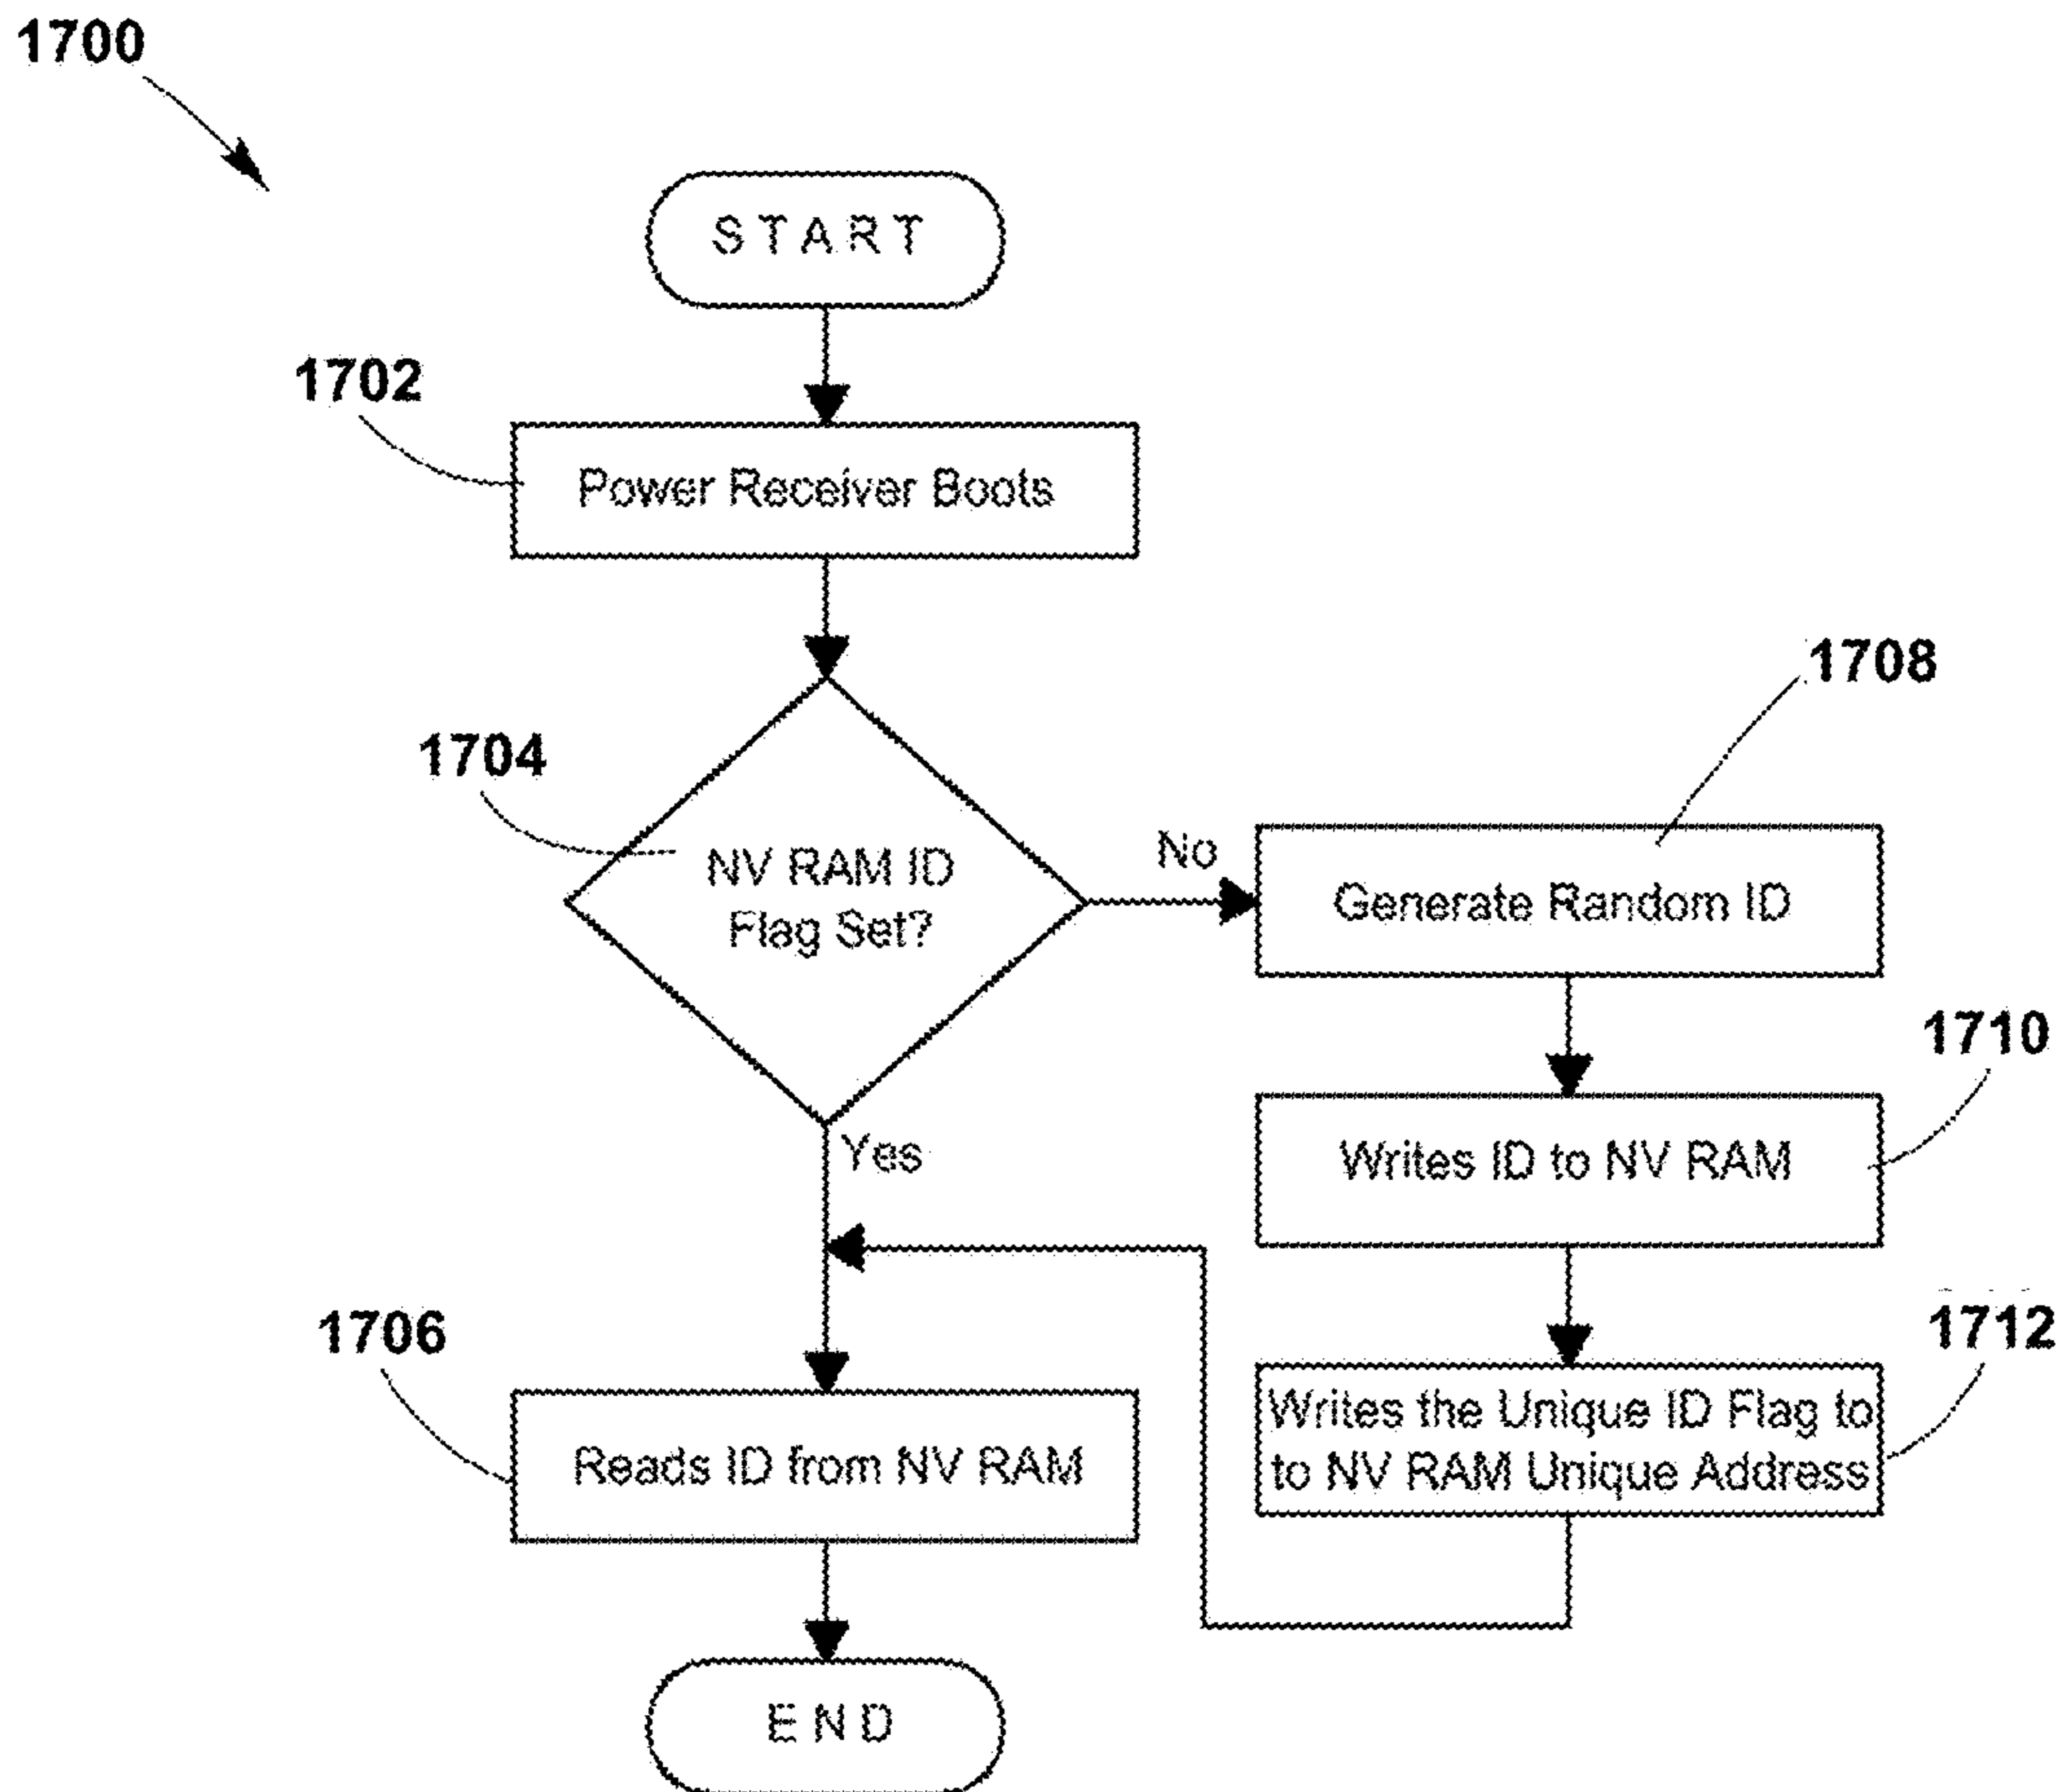 1700
START
1702
Power Receiver Boots
1704
NV RAM ID
Flag Set?
No
Yes
1708
Generate Random ID
1710
Writes ID to NV RAM
1712
Writes the Unique ID Flag to
to NV RAM Unique Address
1706
Reads ID from NV RAM
END